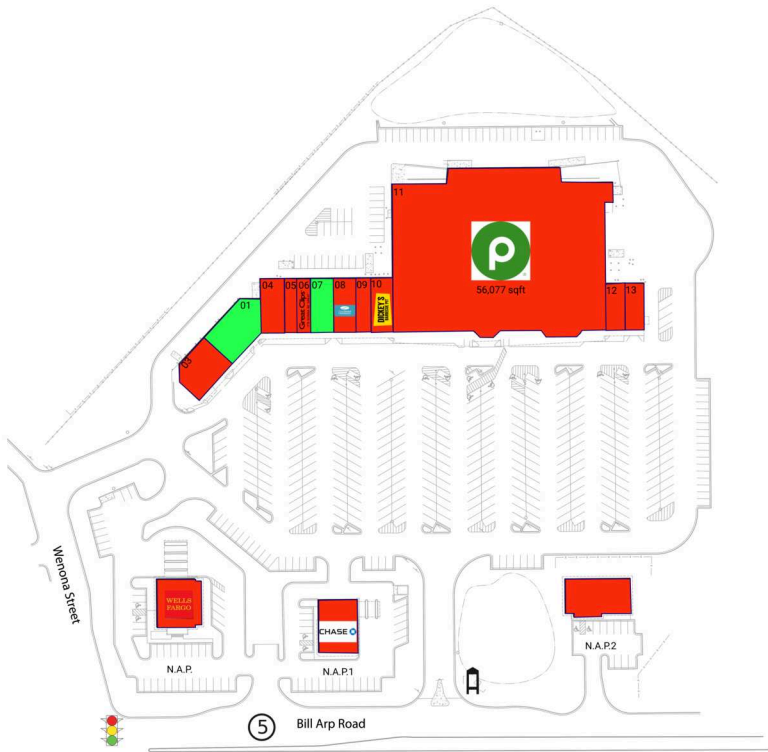 11
P
56,077 sqft
01
04
05
06
07
08
09
10
Great Clips
DICKEY'S
12
13
03
Wenona Street
WELLS
FARGO
CHASE
N.A.P.
N.A.P.1
N.A.P.2
5
Bill Arp Road